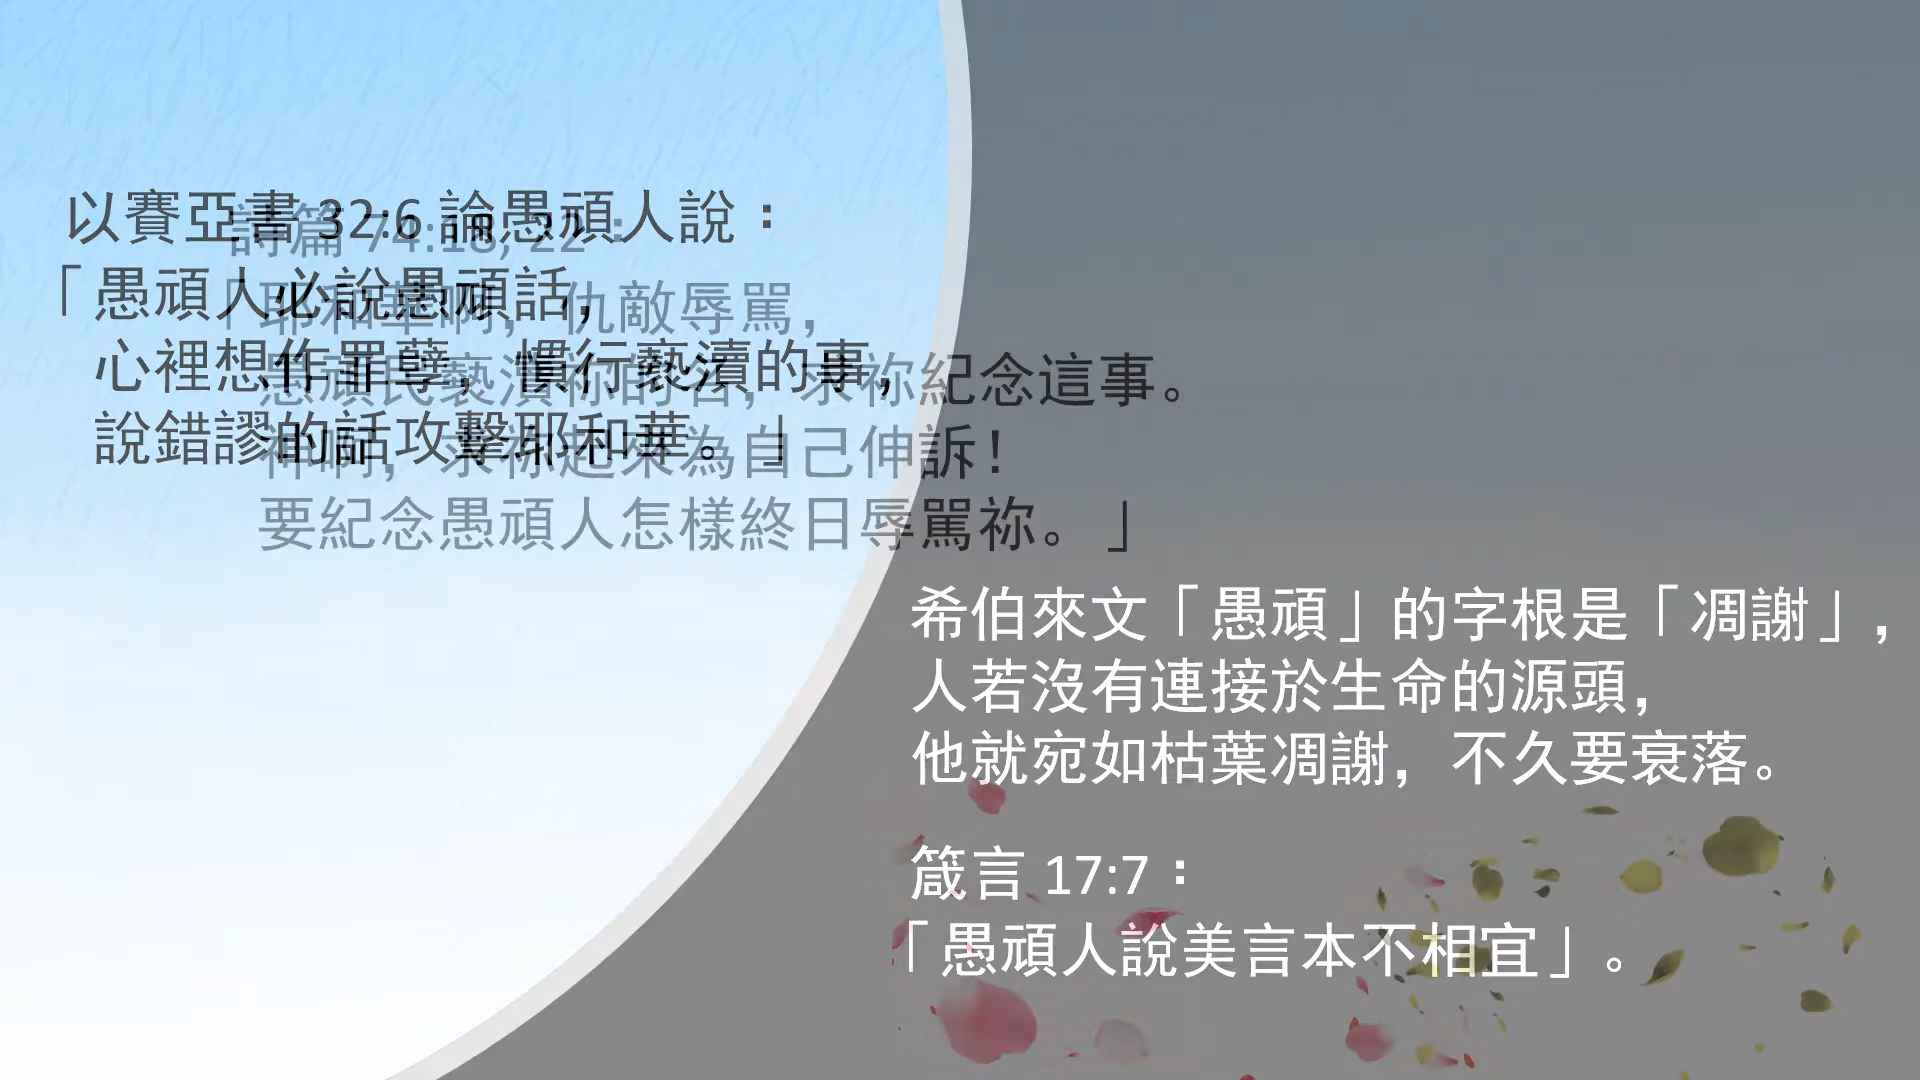 以賽亞書 32:6 論愚頑人說：
「愚頑人必說愚頑話，
心裡想作罪孽，慣行褻瀆的事，
說錯謬的話攻擊耶和華。」
詩篇 74:18, 22：
「耶和華啊，仇敵辱罵，
愚頑民褻瀆祢的名，求祢紀念這事。
神啊，求祢起來為自己伸訴！
要紀念愚頑人怎樣終日辱罵祢。」
希伯來文「愚頑」的字根是「凋謝」，
人若沒有連接於生命的源頭，
他就宛如枯葉凋謝，不久要衰落。
箴言 17:7：
「愚頑人說美言本不相宜」。